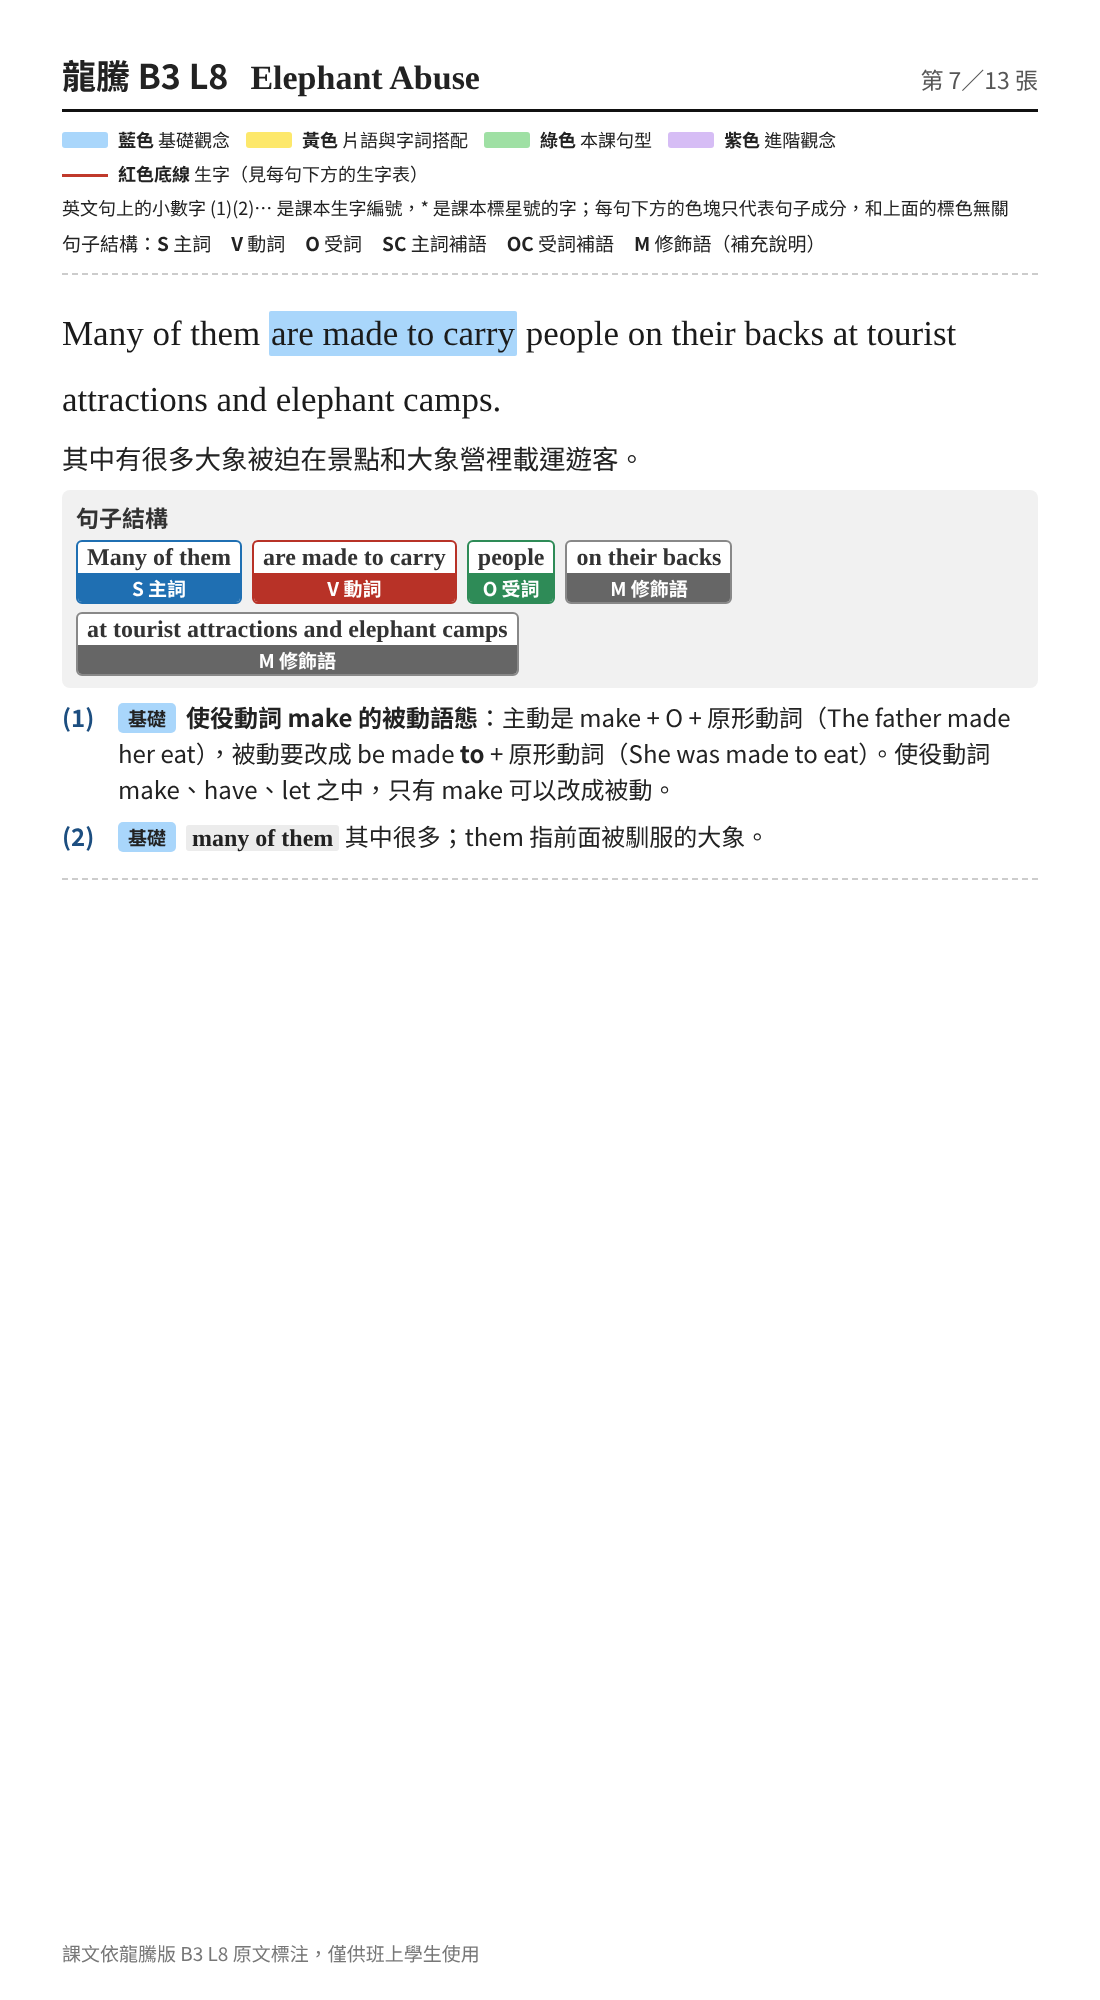 龍騰 B3 L8 Elephant Abuse 第 7／13 張
藍色 基礎觀念 黃色 片語與字詞搭配 綠色 本課句型 紫色 進階觀念
紅色底線 生字（見每句下方的生字表）
英文句上的小數字 (1)(2)⋯ 是課本生字編號，* 是課本標星號的字；每句下方的色塊只代表句子成分，和上面的標色無關
句子結構：S 主詞 V 動詞 O 受詞 SC 主詞補語 OC 受詞補語 M 修飾語（補充說明）
Many of them are made to carry people on their backs at tourist
attractions and elephant camps.
其中有很多大象被迫在景點和大象營裡載運遊客。
句子結構
Many of them are made to carry people on their backs
S 主詞 V 動詞 O 受詞 M 修飾語
at tourist attractions and elephant camps
M 修飾語
(1) 基礎 使役動詞 make 的被動語態：主動是 make + O + 原形動詞（The father made
her eat），被動要改成 be made to + 原形動詞（She was made to eat）。使役動詞
make、have、let 之中，只有 make 可以改成被動。
(2) 基礎 many of them 其中很多；them 指前面被馴服的大象。
課文依龍騰版 B3 L8 原文標注，僅供班上學生使用